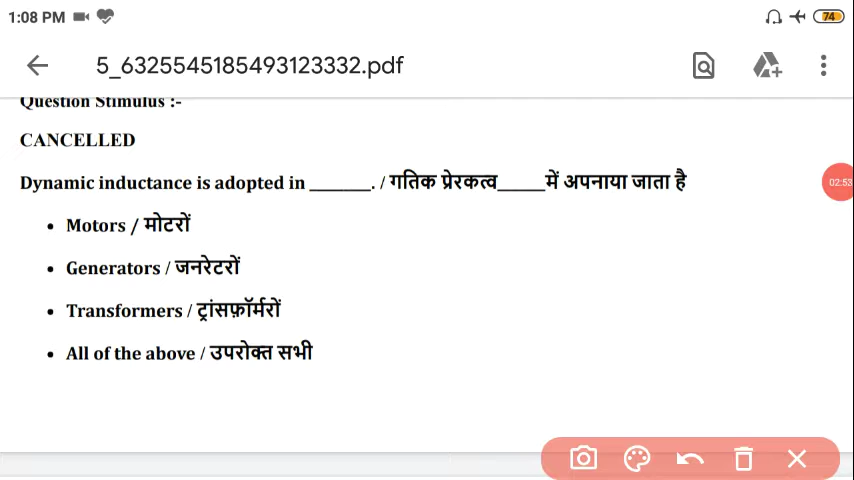 1:08 PM
74
5_6325545185493123332.pdf
Question Stimulus :-
CANCELLED
Dynamic inductance is adopted in _______. / गतिक प्रेरकत्व______में अपनाया जाता है
02:53
• Motors / मोटरों
• Generators / जनरेटरों
• Transformers / ट्रांसफ़ॉर्मरों
• All of the above / उपरोक्त सभी